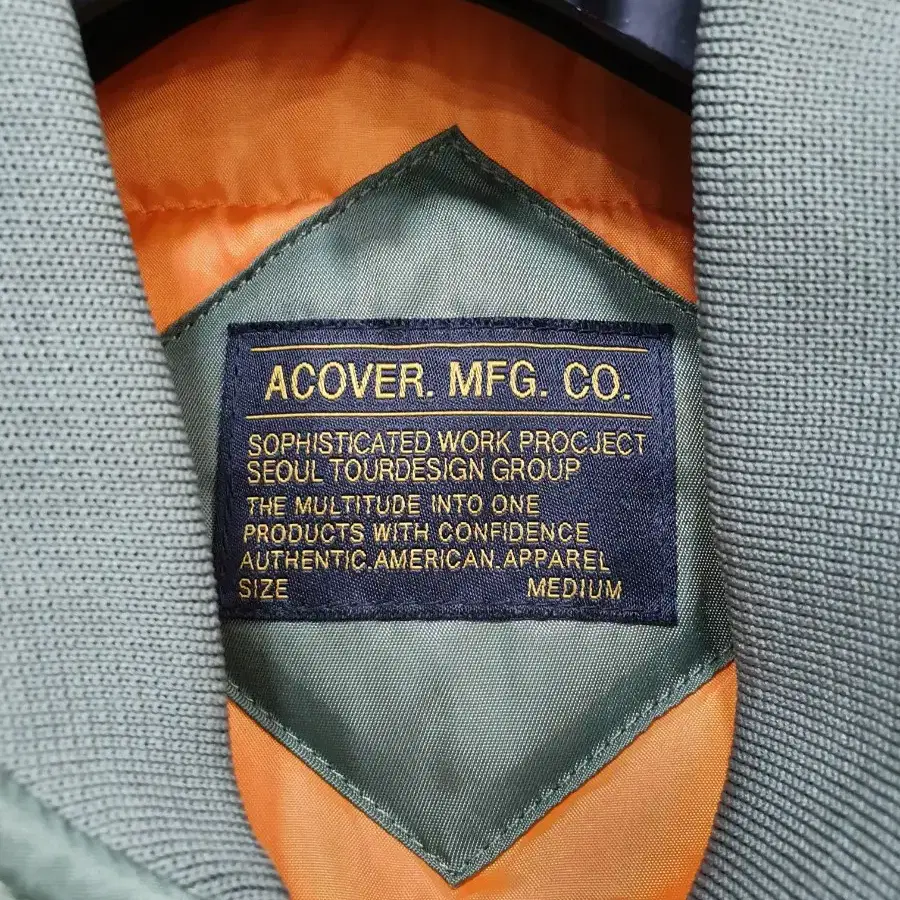 ACOVER. MFG. CO.
SOPHISTICATED WORK PROCJECT
SEOUL TOURDESIGN GROUP
THE MULTITUDE INTO ONE
PRODUCTS WITH CONFIDENCE
AUTHENTIC.AMERICAN.APPAREL
SIZE MEDIUM